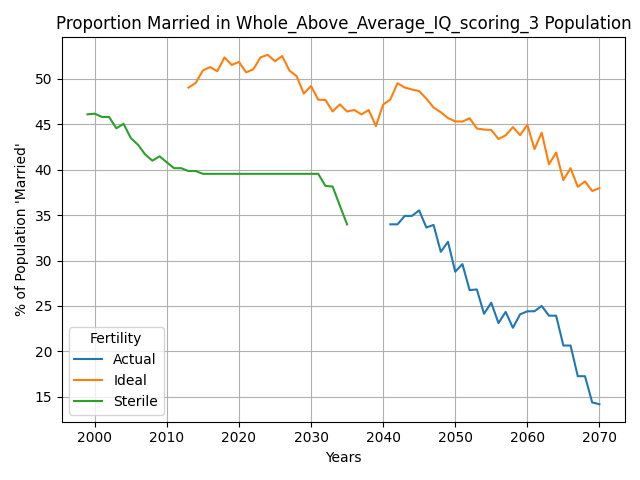 Proportion Married in Whole_Above_Average_IQ_scoring_3 Population
% of Population 'Married'
50
45
40
35
30
25
20
15
Fertility
Actual
Ideal
Sterile
2000 2010 2020 2030 2040 2050 2060 2070
Years